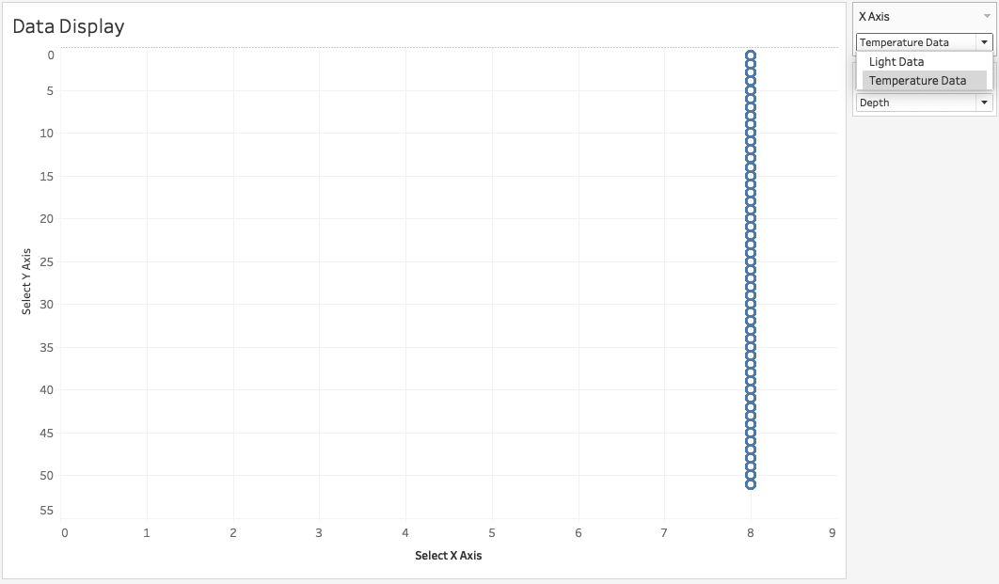 Data Display
0
5
10
15
20
25
30
35
40
45
50
55
Select Y Axis
0 1 2 3 4 5 6 7 8 9
Select X Axis
X Axis
Temperature Data
Light Data
Temperature Data
Depth